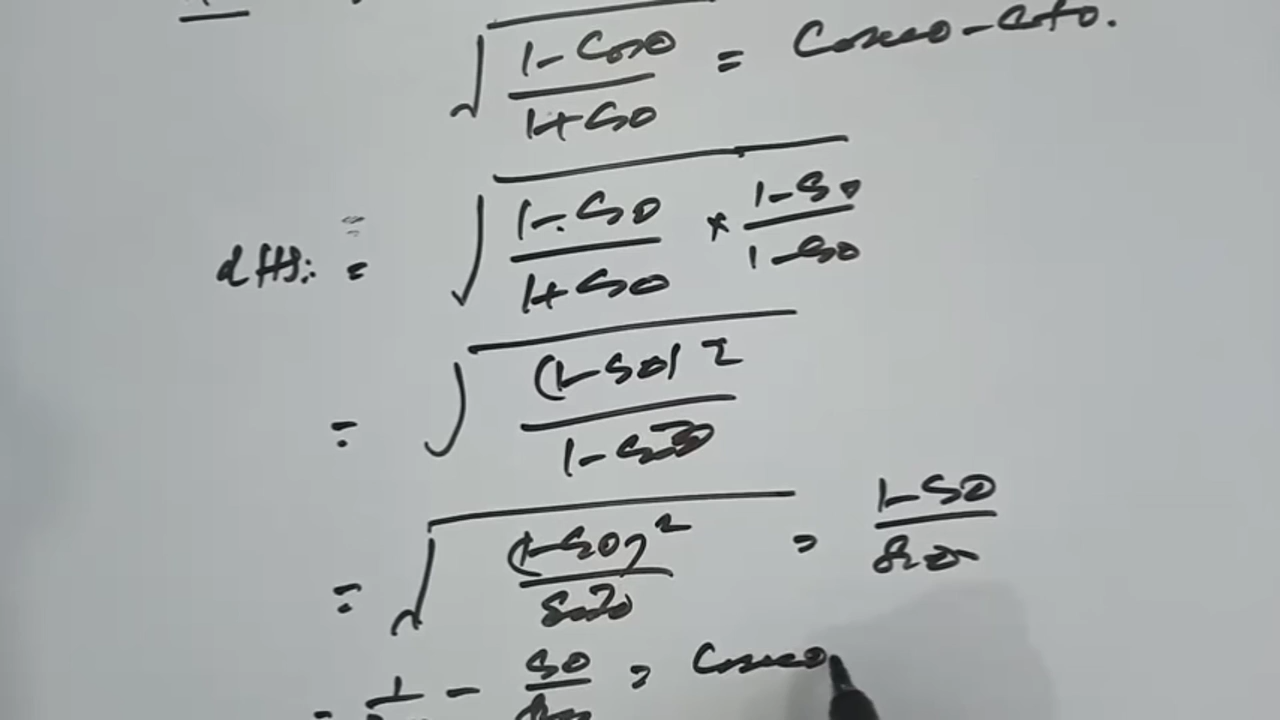 √((1-Cosθ)/(1+Cosθ)) = Cosecθ-Cotθ.
LHS: = √((1-Cosθ)/(1+Cosθ) × (1-Cosθ)/(1-Cosθ))
= √((1-Cosθ)²/(1-Cos²θ))
= √((1-Cosθ)²/Sin²θ) = (1-Cosθ)/Sinθ
= 1/Sinθ - Cosθ/Sinθ = Cosecθ